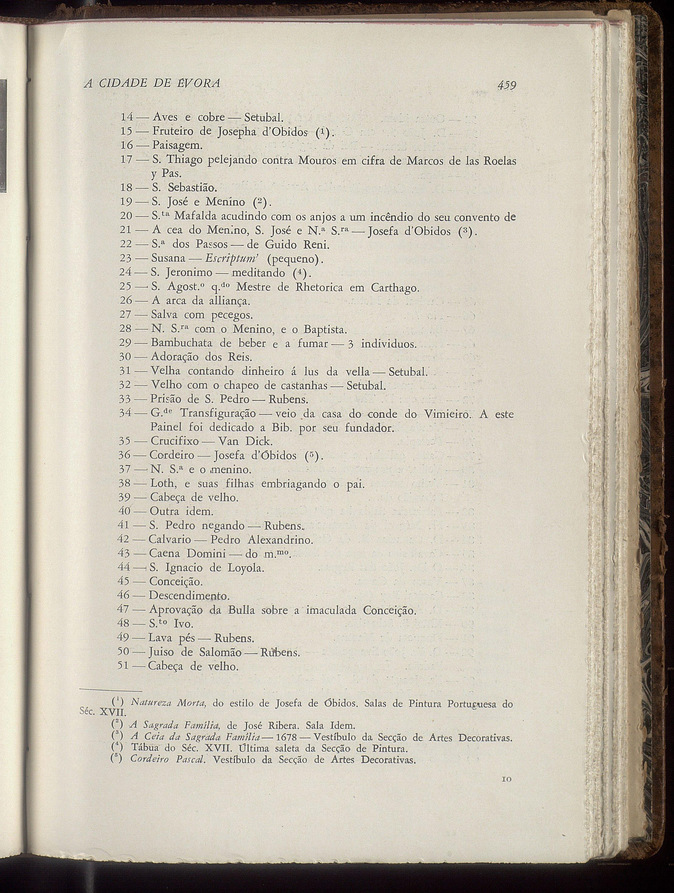 A CIDADE DE ÉVORA 459
14 — Aves e cobre — Setubal.
15 — Fruteiro de Josepha d'Obidos (¹).
16 — Paisagem.
17 — S. Thiago pelejando contra Mouros em cifra de Marcos de las Roelas
y Pas.
18 — S. Sebastião.
19 — S. José e Menino (²).
20 — S.ᵗᵃ Mafalda acudindo com os anjos a um incêndio do seu convento de
21 — A cea do Menino, S. José e N.ª S.ʳᵃ — Josefa d'Obidos (³).
22 — S.ª dos Passos — de Guido Reni.
23 — Susana — Escriptum' (pequeno).
24 — S. Jeronimo — meditando (⁴).
25 — S. Agost.º q.ᵈᵒ Mestre de Rhetorica em Carthago.
26 — A arca da alliança.
27 — Salva com pecegos.
28 — N. S.ʳᵃ com o Menino, e o Baptista.
29 — Bambuchata de beber e a fumar — 3 individuos.
30 — Adoração dos Reis.
31 — Velha contando dinheiro á lus da vella — Setubal.
32 — Velho com o chapeo de castanhas — Setubal.
33 — Prisão de S. Pedro — Rubens.
34 — G.ᵈᵉ Transfiguração — veio da casa do conde do Vimieiro. A este
Painel foi dedicado a Bib. por seu fundador.
35 — Crucifixo — Van Dick.
36 — Cordeiro — Josefa d'Óbidos (⁵).
37 — N. S.ª e o menino.
38 — Loth, e suas filhas embriagando o pai.
39 — Cabeça de velho.
40 — Outra idem.
41 — S. Pedro negando — Rubens.
42 — Calvario — Pedro Alexandrino.
43 — Caena Domini — do m.ᵐᵒ.
44 — S. Ignacio de Loyola.
45 — Conceição.
46 — Descendimento.
47 — Aprovação da Bulla sobre a imaculada Conceição.
48 — S.ᵗᵒ Ivo.
49 — Lava pés — Rubens.
50 — Juiso de Salomão — Rubens.
51 — Cabeça de velho.
(¹) Natureza Morta, do estilo de Josefa de Óbidos. Salas de Pintura Portuguesa do
Séc. XVII.
(²) A Sagrada Família, de José Ribera. Sala Idem.
(³) A Ceia da Sagrada Família — 1678 — Vestíbulo da Secção de Artes Decorativas.
(⁴) Tábua do Séc. XVII. Última saleta da Secção de Pintura.
(⁵) Cordeiro Pascal. Vestíbulo da Secção de Artes Decorativas.
10